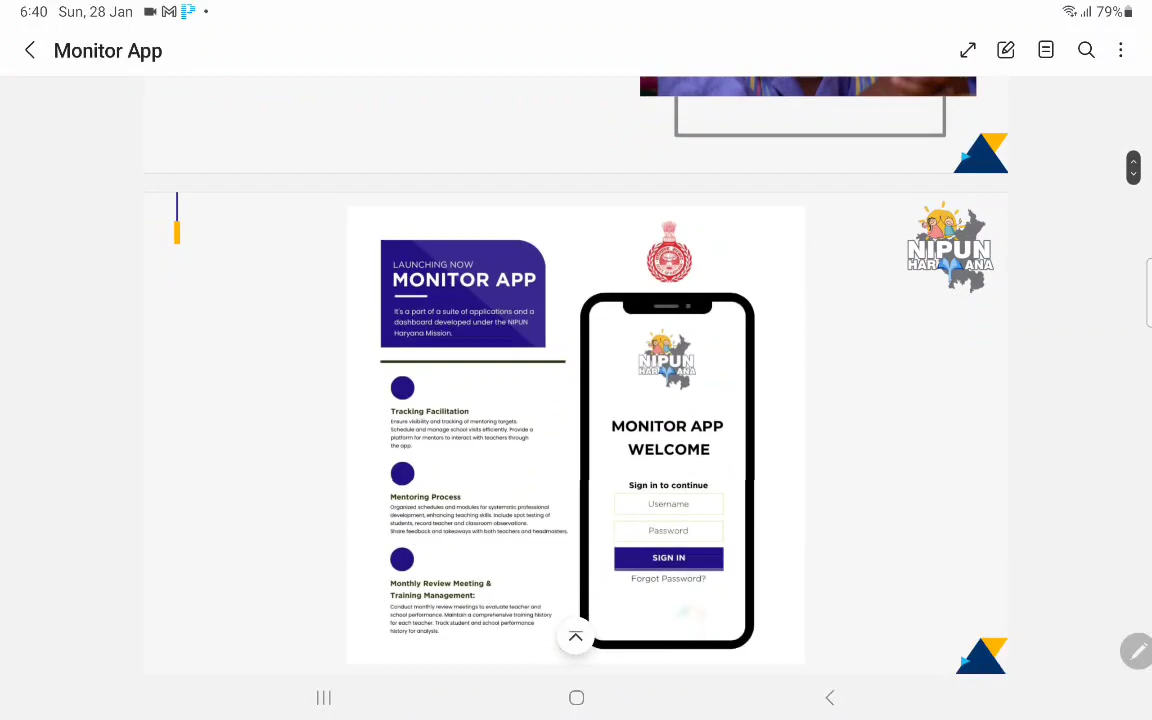 6:40 Sun, 28 Jan
79%
Monitor App
NIPUN
HARYANA
LAUNCHING NOW
MONITOR APP
It's a part of a suite of applications and a
dashboard developed under the NIPUN
Haryana Mission.
Tracking Facilitation
Ensure visibility and tracking of mentoring targets.
Schedule and manage school visits efficiently. Provide a
platform for mentors to interact with teachers through
the app.
Mentoring Process
Organized schedules and modules for systematic professional
development, enhancing teaching skills. Include spot testing of
students, record teacher and classroom observations.
Share feedback and takeaways with both teachers and headmasters.
Monthly Review Meeting &
Training Management:
Conduct monthly review meetings to evaluate teacher and
school performance. Maintain a comprehensive training history
for each teacher. Track student and school performance
history for analysis.
NIPUN
HARYANA
MONITOR APP
WELCOME
Sign in to continue
Username
Password
SIGN IN
Forgot Password?